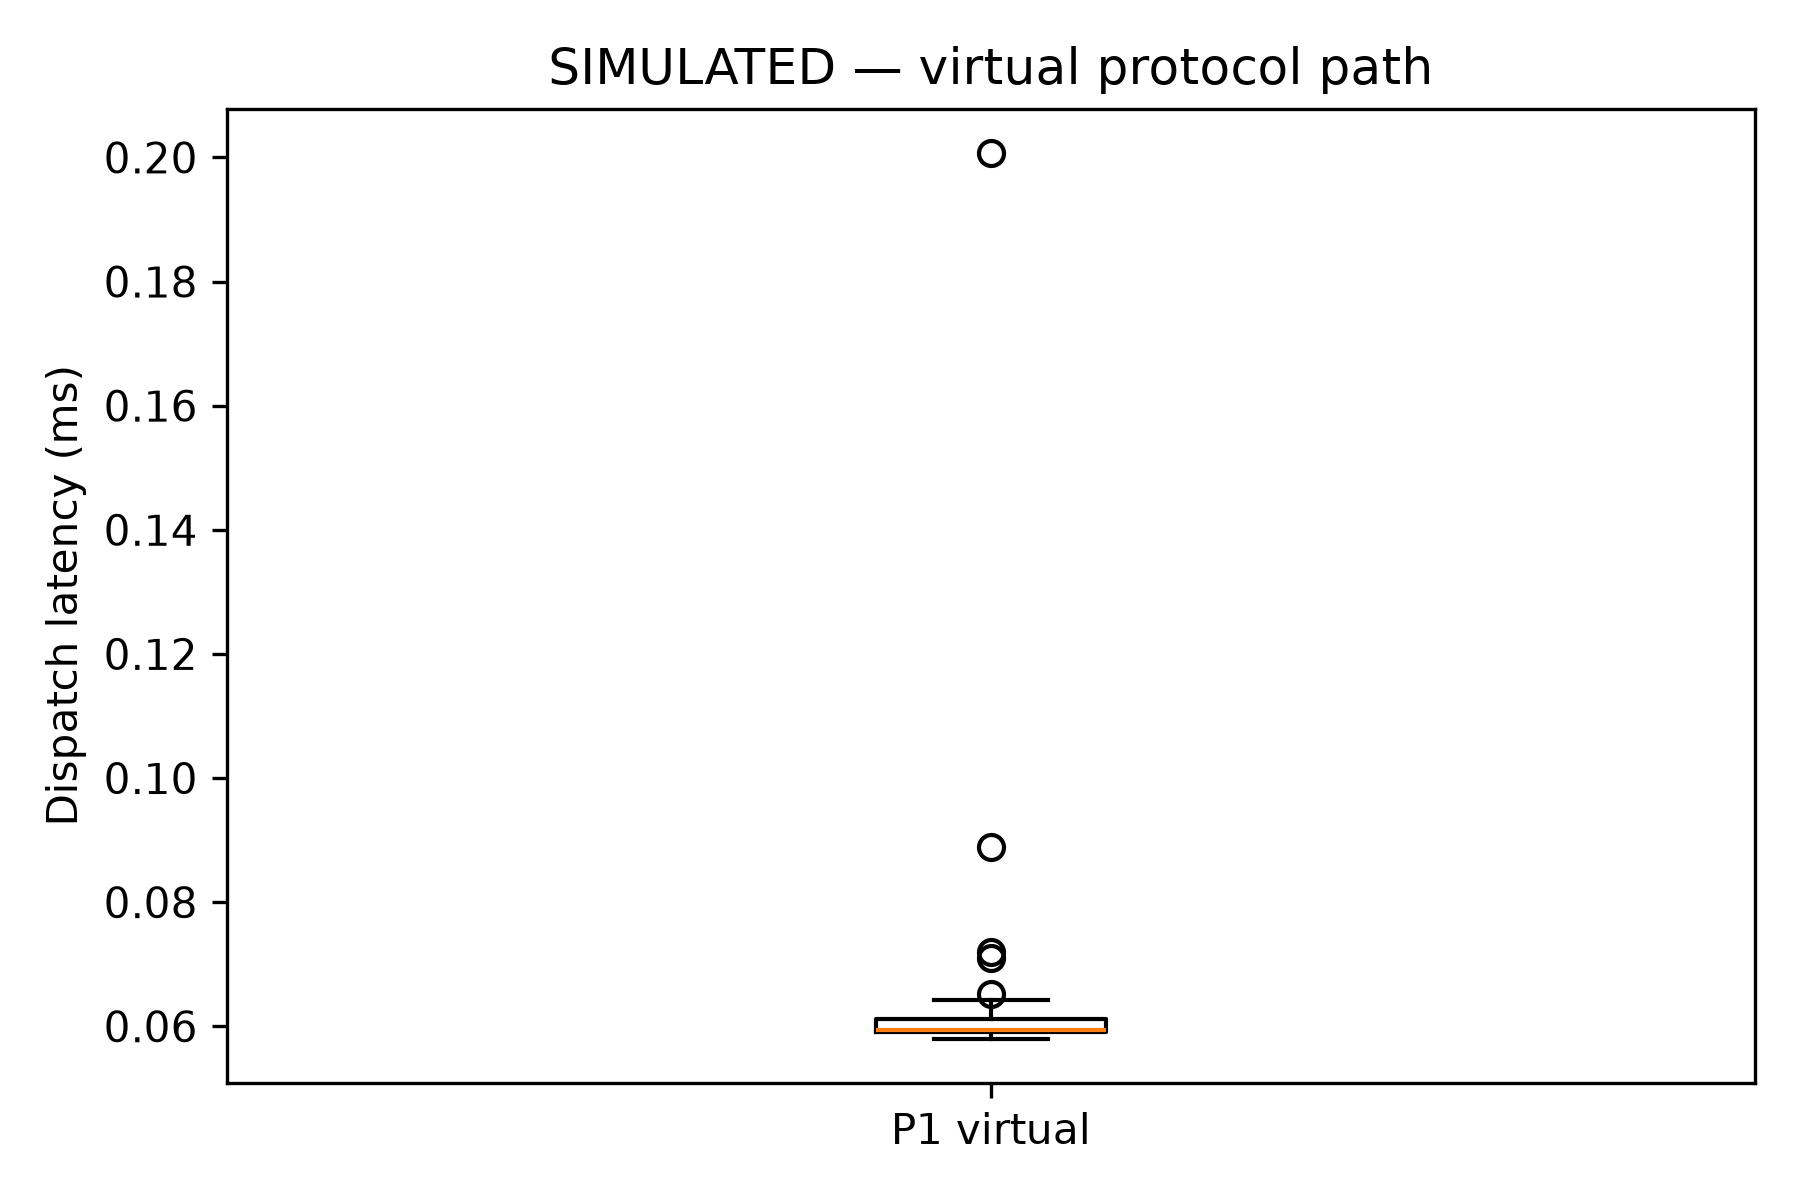 SIMULATED — virtual protocol path
Dispatch latency (ms)
0.20
0.18
0.16
0.14
0.12
0.10
0.08
0.06
P1 virtual